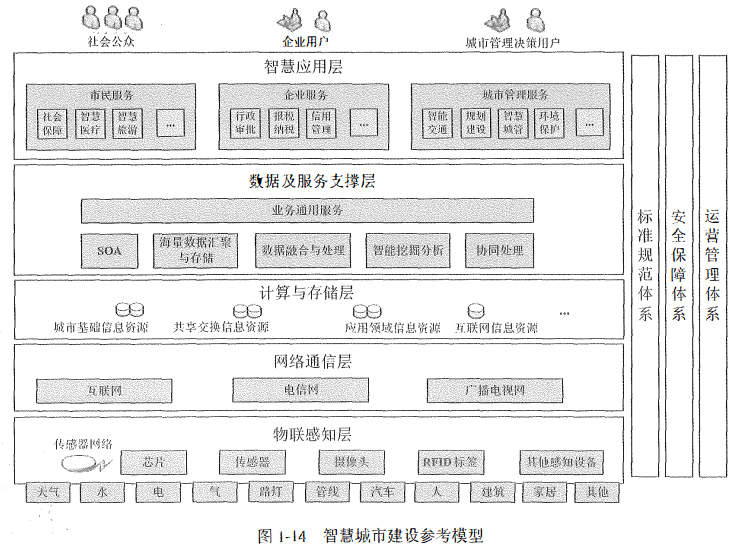 社会公众
企业用户
城市管理决策用户
智慧应用层
市民服务
社会保障
智慧医疗
智慧旅游
...
企业服务
行政审批
报税纳税
信用管理
...
城市管理服务
智能交通
规划建设
智慧城管
环境保护
...
数据及服务支撑层
业务通用服务
SOA
海量数据汇聚
与存储
数据融合与处理
智能挖掘分析
协同处理
计算与存储层
城市基础信息资源
共享交换信息资源
应用领域信息资源
互联网信息资源
...
网络通信层
互联网
电信网
广播电视网
物联感知层
传感器网络
芯片
传感器
摄像头
RFID 标签
其他感知设备
大气
水
电
气
路灯
管线
汽车
人
建筑
家居
其他
标准规范体系
安全保障体系
运营管理体系
图 1-14 智慧城市建设参考模型